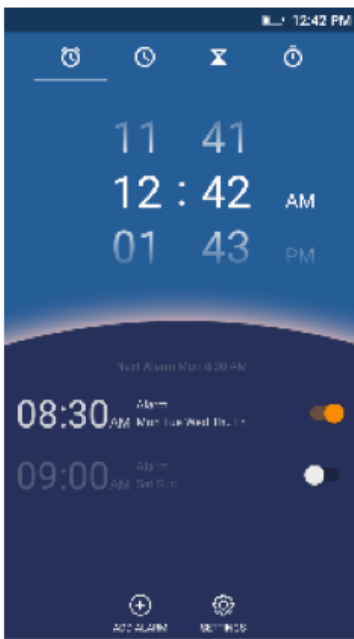 12:42 PM
11 41
12 : 42 AM
01 43 PM
Next Alarm Mon 8:30 AM
Alarm
08:30 AM Mon Tue Wed Thu Fri
Alarm
09:00 AM Sat Sun
ADD ALARM SETTINGS